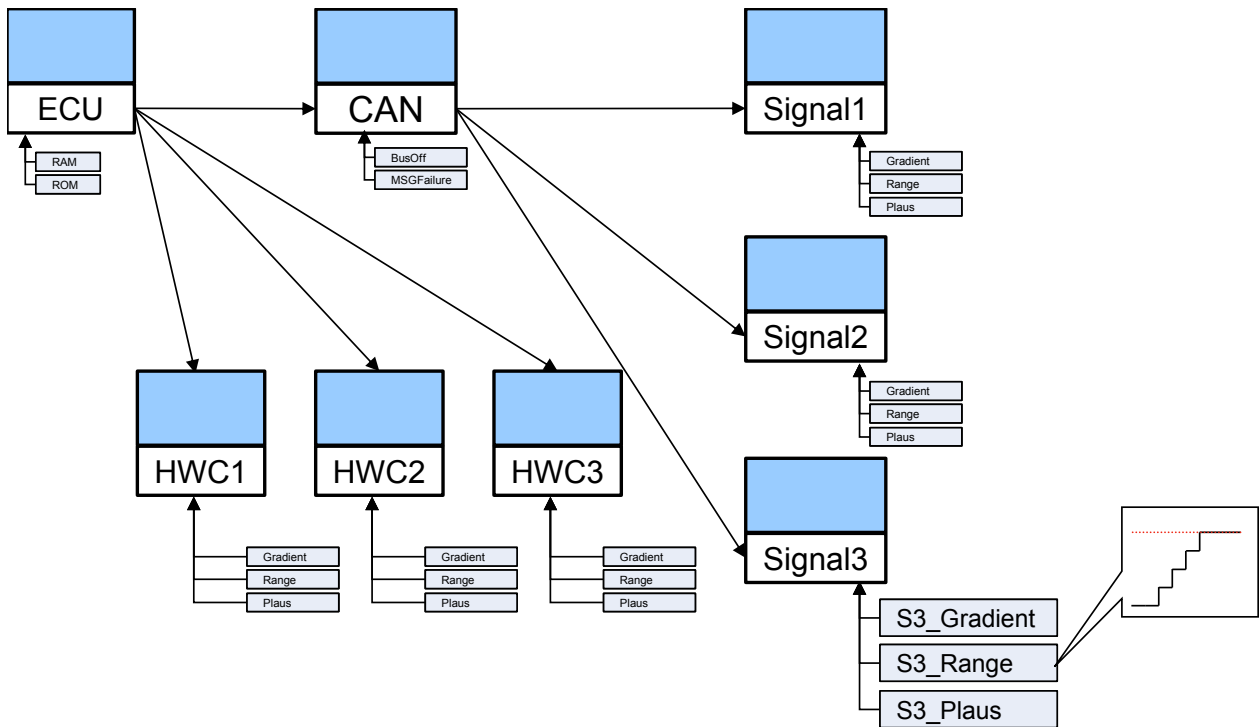 ECU
RAM
ROM
CAN
BusOff
MSGFailure
Signal1
Gradient
Range
Plaus
Signal2
Gradient
Range
Plaus
HWC1
Gradient
Range
Plaus
HWC2
Gradient
Range
Plaus
HWC3
Gradient
Range
Plaus
Signal3
S3_Gradient
S3_Range
S3_Plaus